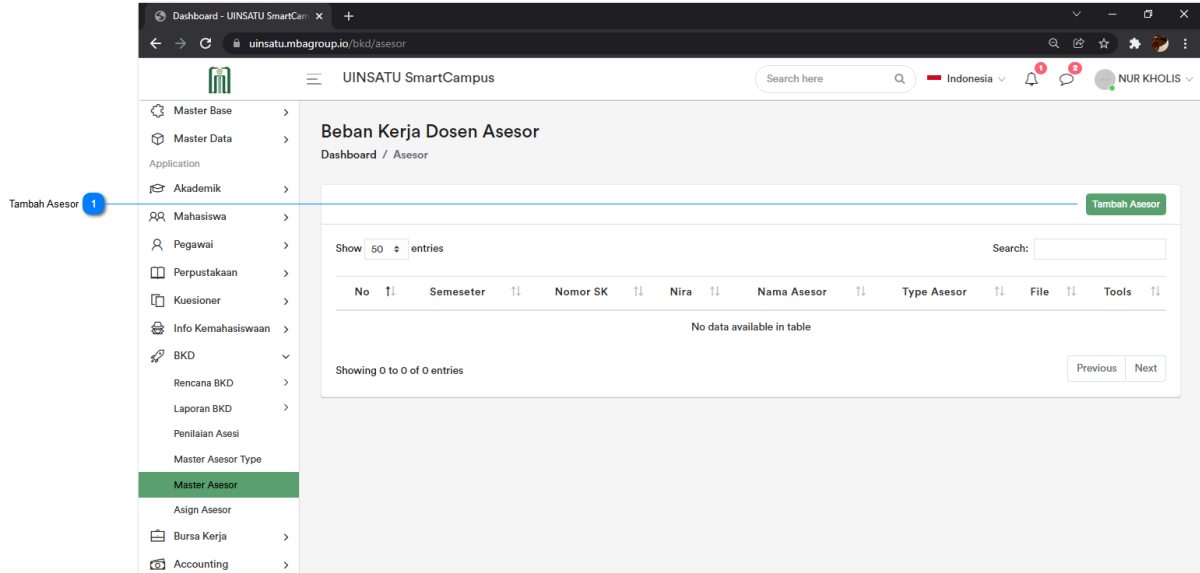 Dashboard - UINSATU SmartCam
uinsatu.mbagroup.io/bkd/asesor
UINSATU SmartCampus
Search here
Indonesia
1
2
NUR KHOLIS
Master Base
Master Data
Application
Akademik
Mahasiswa
Pegawai
Perpustakaan
Kuesioner
Info Kemahasiswaan
BKD
Rencana BKD
Laporan BKD
Penilaian Asesi
Master Asesor Type
Master Asesor
Asign Asesor
Bursa Kerja
Accounting
Beban Kerja Dosen Asesor
Dashboard / Asesor
Tambah Asesor 1
Tambah Asesor
Show 50 entries
Search:
No Semeseter Nomor SK Nira Nama Asesor Type Asesor File Tools
No data available in table
Showing 0 to 0 of 0 entries
Previous Next